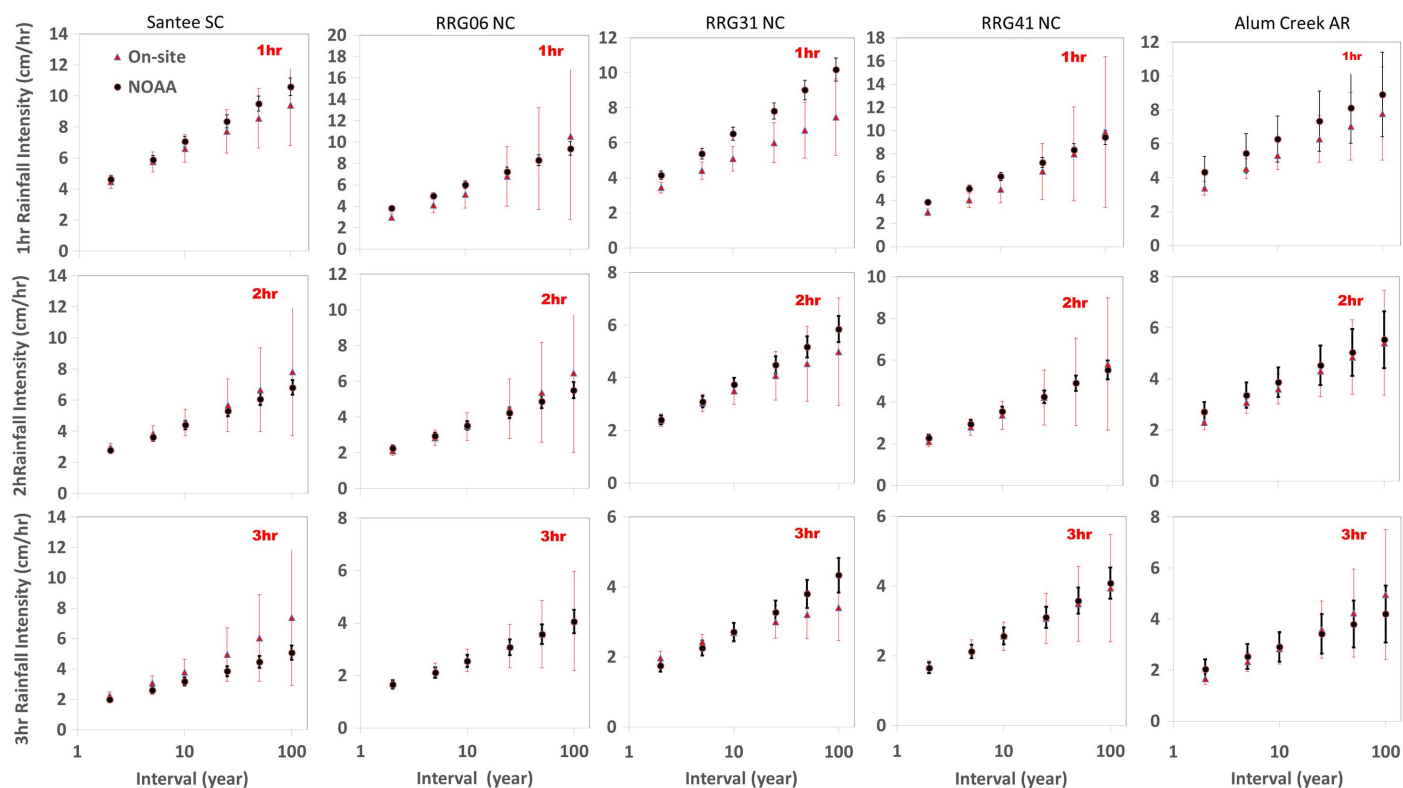 Santee SC
RRG06 NC
RRG31 NC
RRG41 NC
Alum Creek AR
1hr Rainfall Intensity (cm/hr)
14
12
10
8
6
4
2
0
On-site
NOAA
1hr
20
18
16
14
12
10
8
6
4
2
0
1hr
12
10
8
6
4
2
0
1hr
18
16
14
12
10
8
6
4
2
0
1hr
12
10
8
6
4
2
0
1hr
2hRainfall Intensity (cm/hr)
14
12
10
8
6
4
2
0
2hr
12
10
8
6
4
2
0
2hr
8
6
4
2
0
2hr
10
8
6
4
2
0
2hr
8
6
4
2
0
2hr
3hr Rainfall Intensity (cm/hr)
14
12
10
8
6
4
2
0
3hr
8
6
4
2
0
3hr
6
4
2
0
3hr
6
4
2
0
3hr
8
6
4
2
0
3hr
1 10 100
1 10 100
1 10 100
1 10 100
1 10 100
Interval (year)
Interval (year)
Interval (year)
Interval (year)
Interval (year)